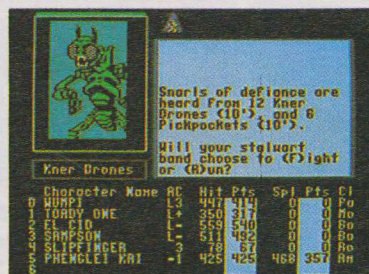 Snarls of defiance are
heard from 12 Kner
Drones (10'), and 6
Pickpockets (10').
Will your stalwart
band choose to (F)ight
or (R)un?
Kner Drones
Character Name AC Hit Pts Spl Pts Cl
0 WUMPI L3 447 414 0 0 Pa
1 TORDY ONE L+ 350 317 0 0 Mo
2 EL CID L- 559 540 0 0
3 SAMPSON L- 511 0 0
4 SLIPFINGER 3 78 67 0 0 Ro
5 PHENGLEI KAI -1 425 425 468 357
6